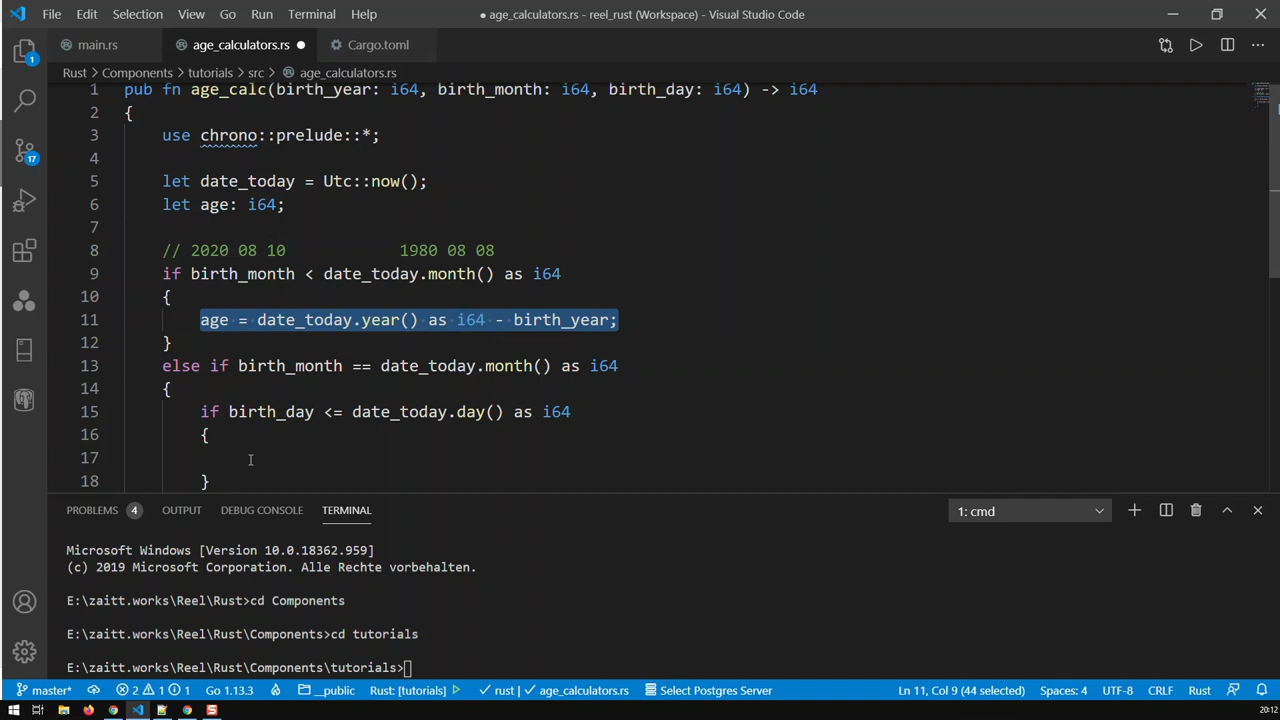 File Edit Selection View Go Run Terminal Help ● age_calculators.rs - reel_rust (Workspace) - Visual Studio Code
main.rs age_calculators.rs ● Cargo.toml
Rust > Components > tutorials > src > age_calculators.rs
1 pub fn age_calc(birth_year: i64, birth_month: i64, birth_day: i64) -> i64
2 {
3 use chrono::prelude::*;
4
5 let date_today = Utc::now();
6 let age: i64;
7
8 // 2020 08 10 1980 08 08
9 if birth_month < date_today.month() as i64
10 {
11 age = date_today.year() as i64 - birth_year;
12 }
13 else if birth_month == date_today.month() as i64
14 {
15 if birth_day <= date_today.day() as i64
16 {
17
18 }
1
17
PROBLEMS 4 OUTPUT DEBUG CONSOLE TERMINAL 1: cmd
Microsoft Windows [Version 10.0.18362.959]
(c) 2019 Microsoft Corporation. Alle Rechte vorbehalten.
E:\zaitt.works\Reel\Rust>cd Components
E:\zaitt.works\Reel\Rust\Components>cd tutorials
E:\zaitt.works\Reel\Rust\Components\tutorials>
master* 2 1 1 Go 1.13.3 __public Rust: [tutorials] ✓ rust | ✓ age_calculators.rs Select Postgres Server Ln 11, Col 9 (44 selected) Spaces: 4 UTF-8 CRLF Rust
20:12